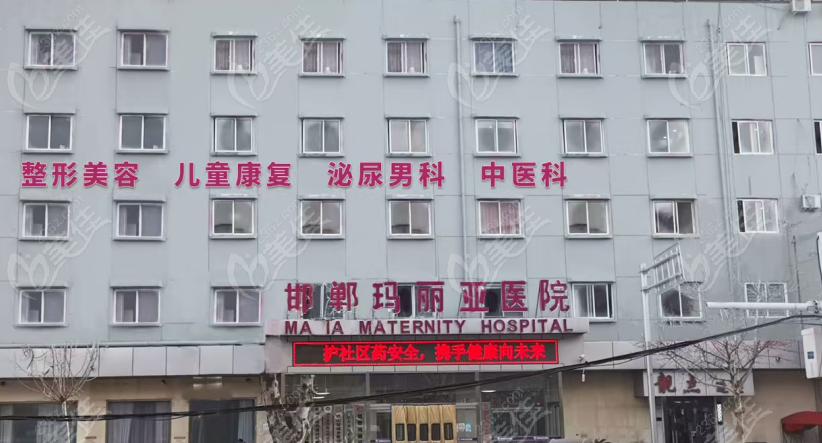 整形美容 儿童康复 泌尿男科 中医科
邯郸玛丽亚医院
MA IA MATERNITY HOSPITAL
护社区药安全，携手健康向未来
观点